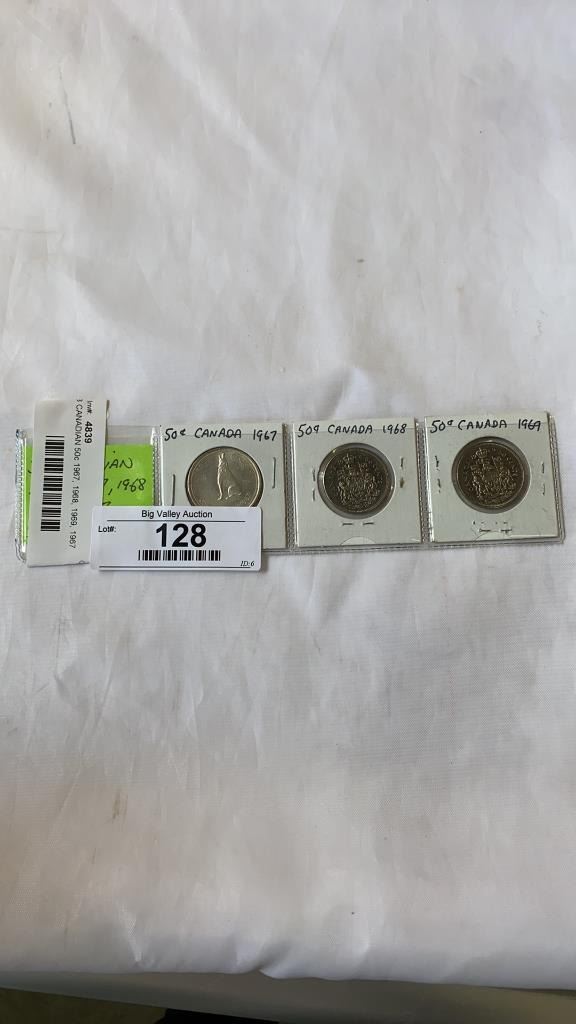 50¢ CANADA 1967
50¢ CANADA 1968
50¢ CANADA 1969
Inv#: 4839
3 CANADIAN 50c 1967, 1968, 1969, 1967
IAN
, 1968
Big Valley Auction
Lot#:
128
ID:6